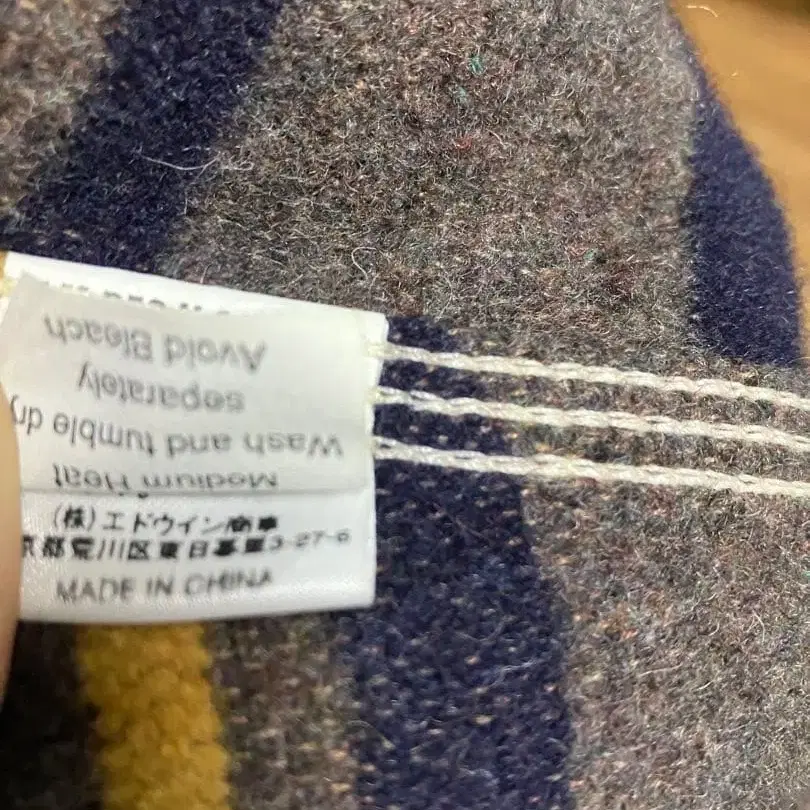 Medium Heat
Wash and tumble dry
separately
Avoid Bleach
(株)エドウイン商事
京都荒川区東日暮里3-27-6
MADE IN CHINA